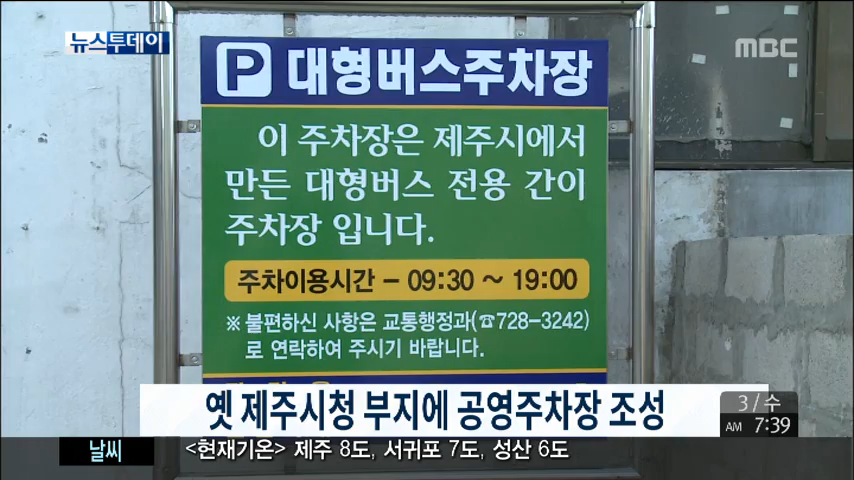 뉴스투데이
MBC
P 대형버스주차장
이 주차장은 제주시에서
만든 대형버스 전용 간이
주차장 입니다.
주차이용시간 - 09:30 ~ 19:00
※ 불편하신 사항은 교통행정과(☎728-3242)
로 연락하여 주시기 바랍니다.
옛 제주시청 부지에 공영주차장 조성
3 / 수
AM 7:39
날씨 <현재기온> 제주 8도, 서귀포 7도, 성산 6도